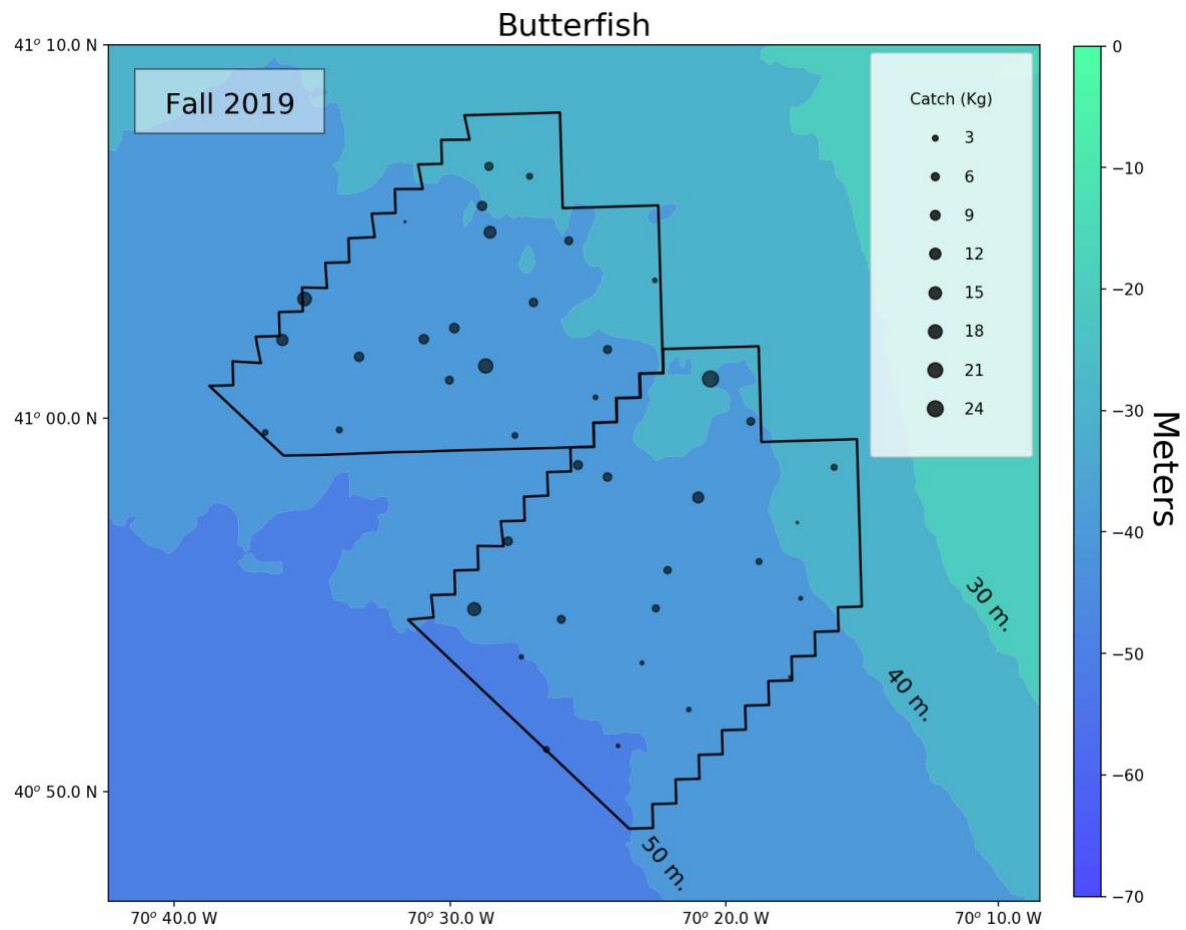 Butterfish
41° 10.0 N
41° 00.0 N
40° 50.0 N
Fall 2019
Catch (Kg)
3
6
9
12
15
18
21
24
30 m.
40 m.
50 m.
70° 40.0 W
70° 30.0 W
70° 20.0 W
70° 10.0 W
0
−10
−20
−30
−40
−50
−60
−70
Meters